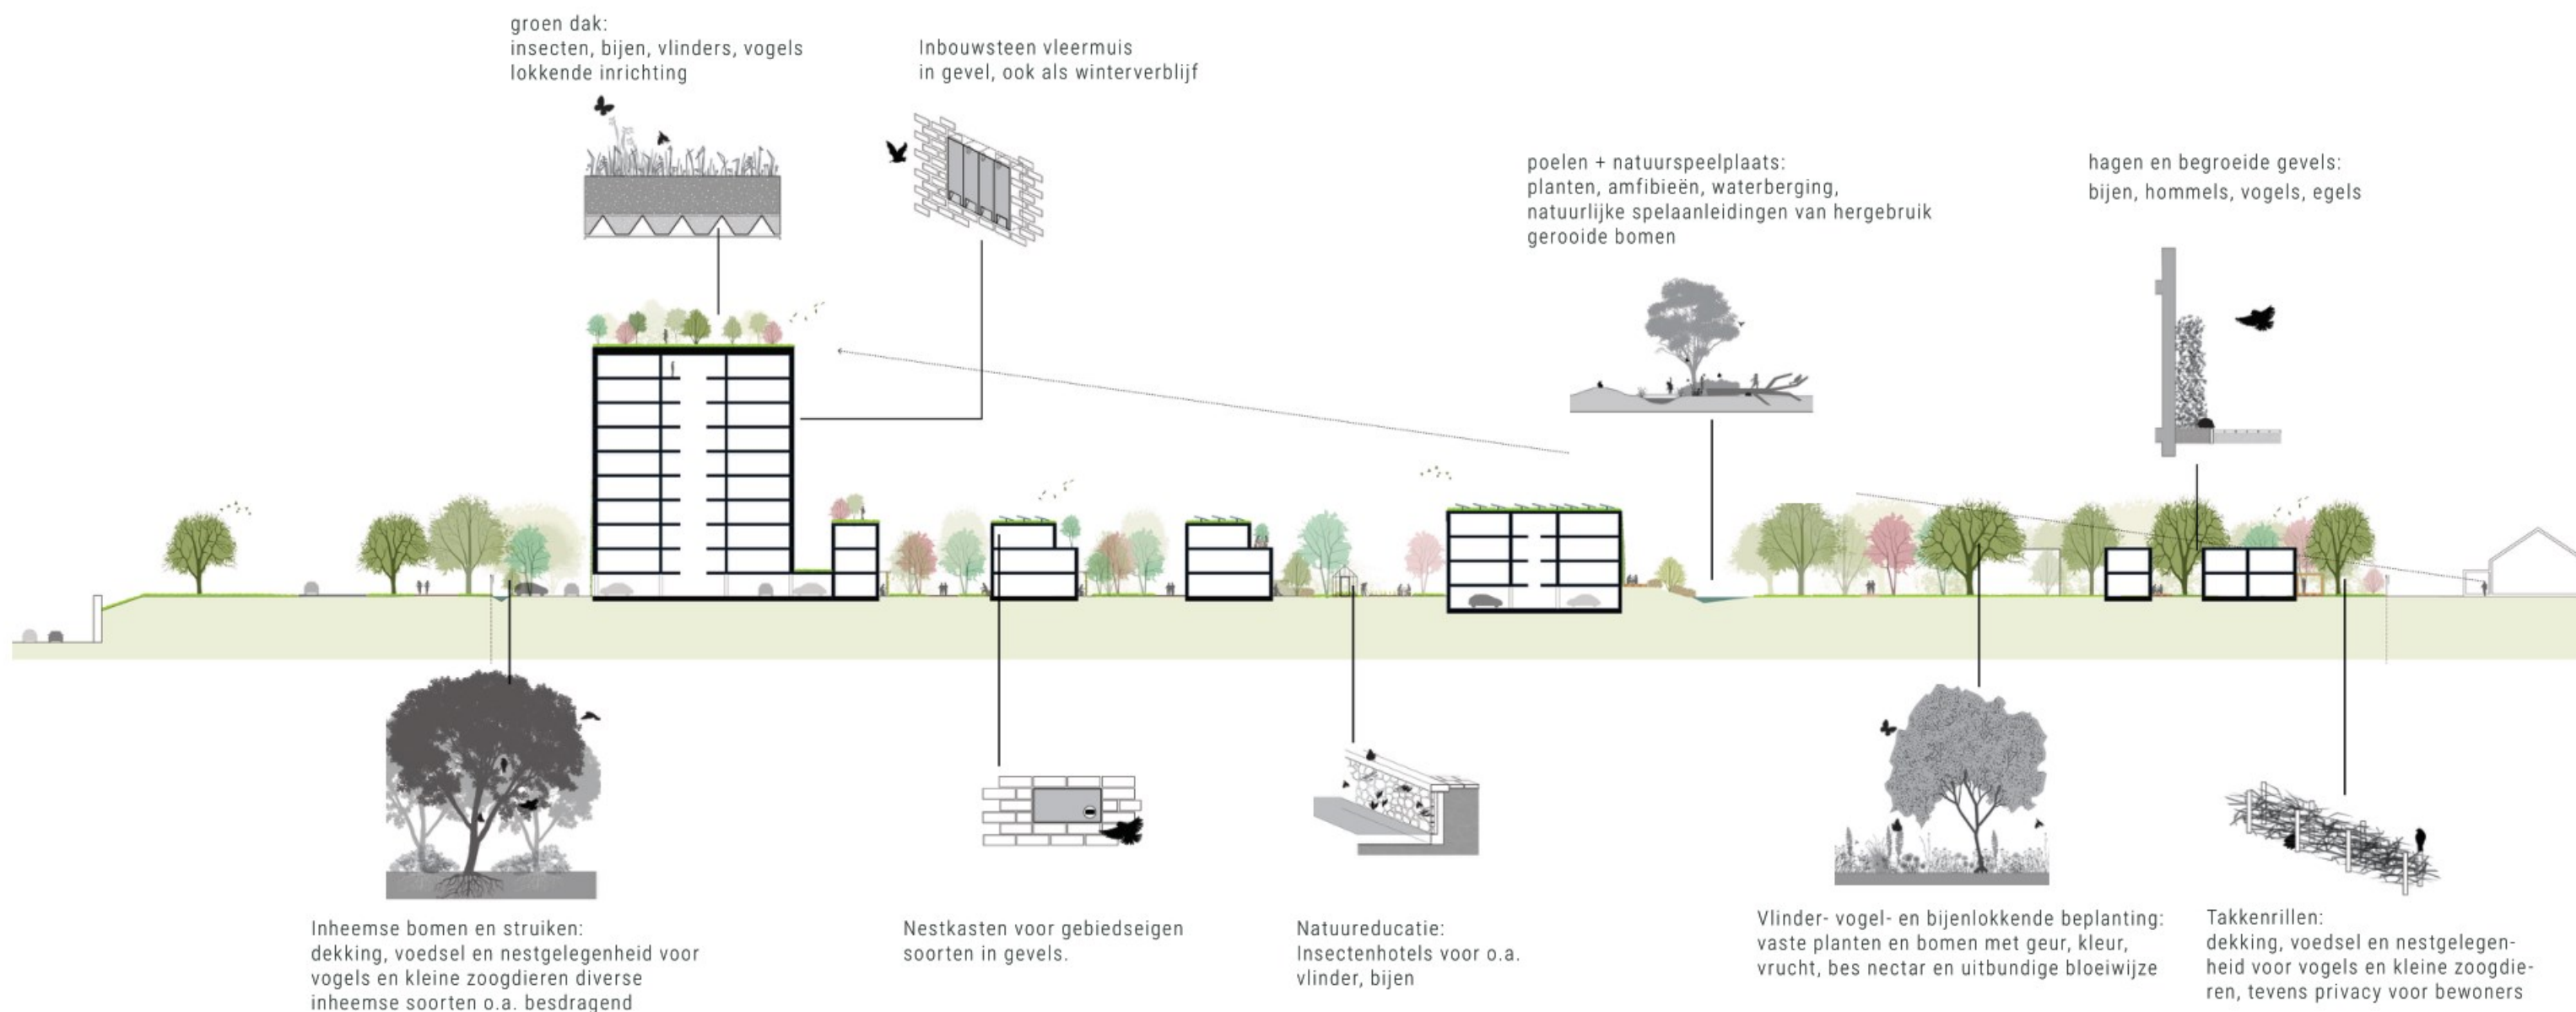 groen dak:
insecten, bijen, vlinders, vogels
lokkende inrichting
Inbouwsteen vleermuis
in gevel, ook als winterverblijf
poelen + natuurspeelplaats:
planten, amfibieën, waterberging,
natuurlijke spelaanleidingen van hergebruik
gerooide bomen
hagen en begroeide gevels:
bijen, hommels, vogels, egels
Inheemse bomen en struiken:
dekking, voedsel en nestgelegenheid voor
vogels en kleine zoogdieren diverse
inheemse soorten o.a. besdragend
Nestkasten voor gebiedseigen
soorten in gevels.
Natuureducatie:
Insectenhotels voor o.a.
vlinder, bijen
Vlinder- vogel- en bijenlokkende beplanting:
vaste planten en bomen met geur, kleur,
vrucht, bes nectar en uitbundige bloeiwijze
Takkenrillen:
dekking, voedsel en nestgelegen-
heid voor vogels en kleine zoogdie-
ren, tevens privacy voor bewoners